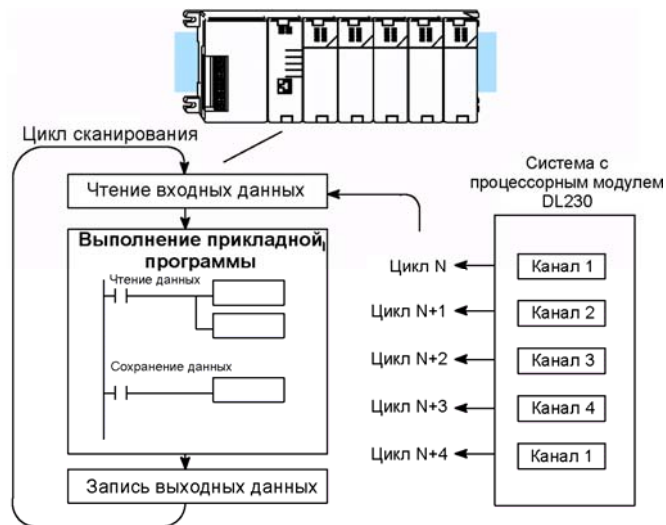 Цикл сканирования
Чтение входных данных
Выполнение прикладной
программы
Чтение данных
Сохранение данных
Запись выходных данных
Система с
процессорным модулем
DL230
Цикл N
Канал 1
Цикл N+1
Канал 2
Цикл N+2
Канал 3
Цикл N+3
Канал 4
Цикл N+4
Канал 1